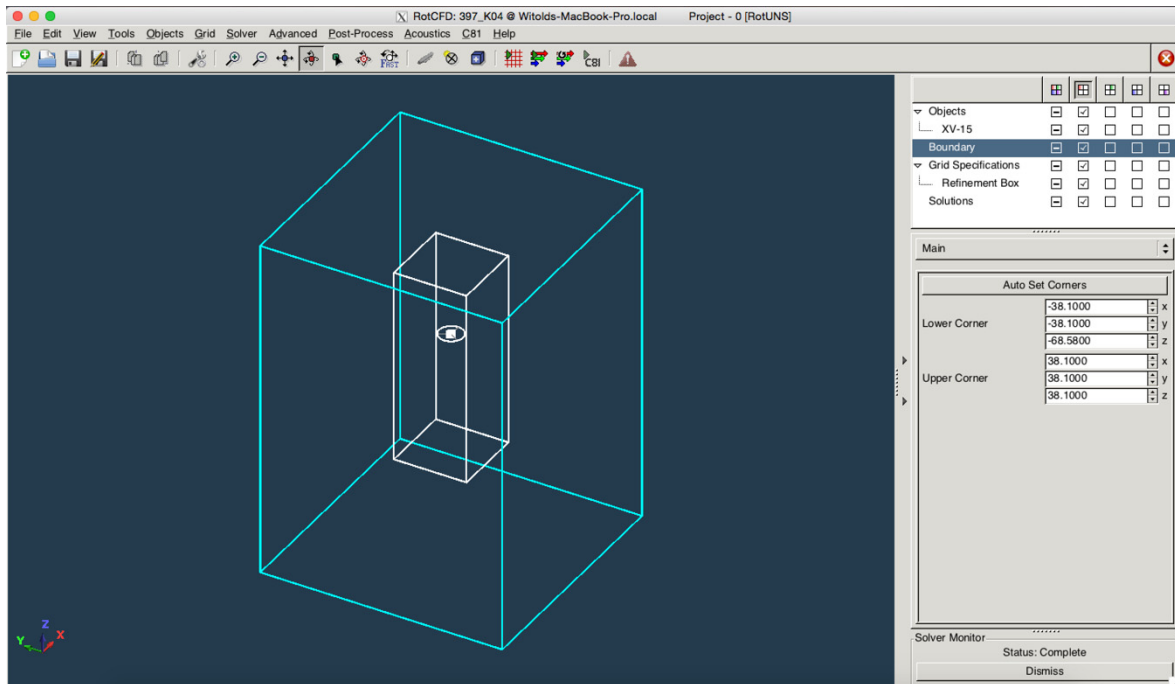 RotCFD: 397_K04 @ Witolds-MacBook-Pro.local Project - 0 [RotUNS]
File Edit View Tools Objects Grid Solver Advanced Post-Process Acoustics C81 Help
FAST
C81
Objects
XV-15
Boundary
Grid Specifications
Refinement Box
Solutions
Main
Auto Set Corners
Lower Corner
-38.1000 x
-38.1000 y
-68.5800 z
Upper Corner
38.1000 x
38.1000 y
38.1000 z
Z
Y X
Solver Monitor
Status: Complete
Dismiss